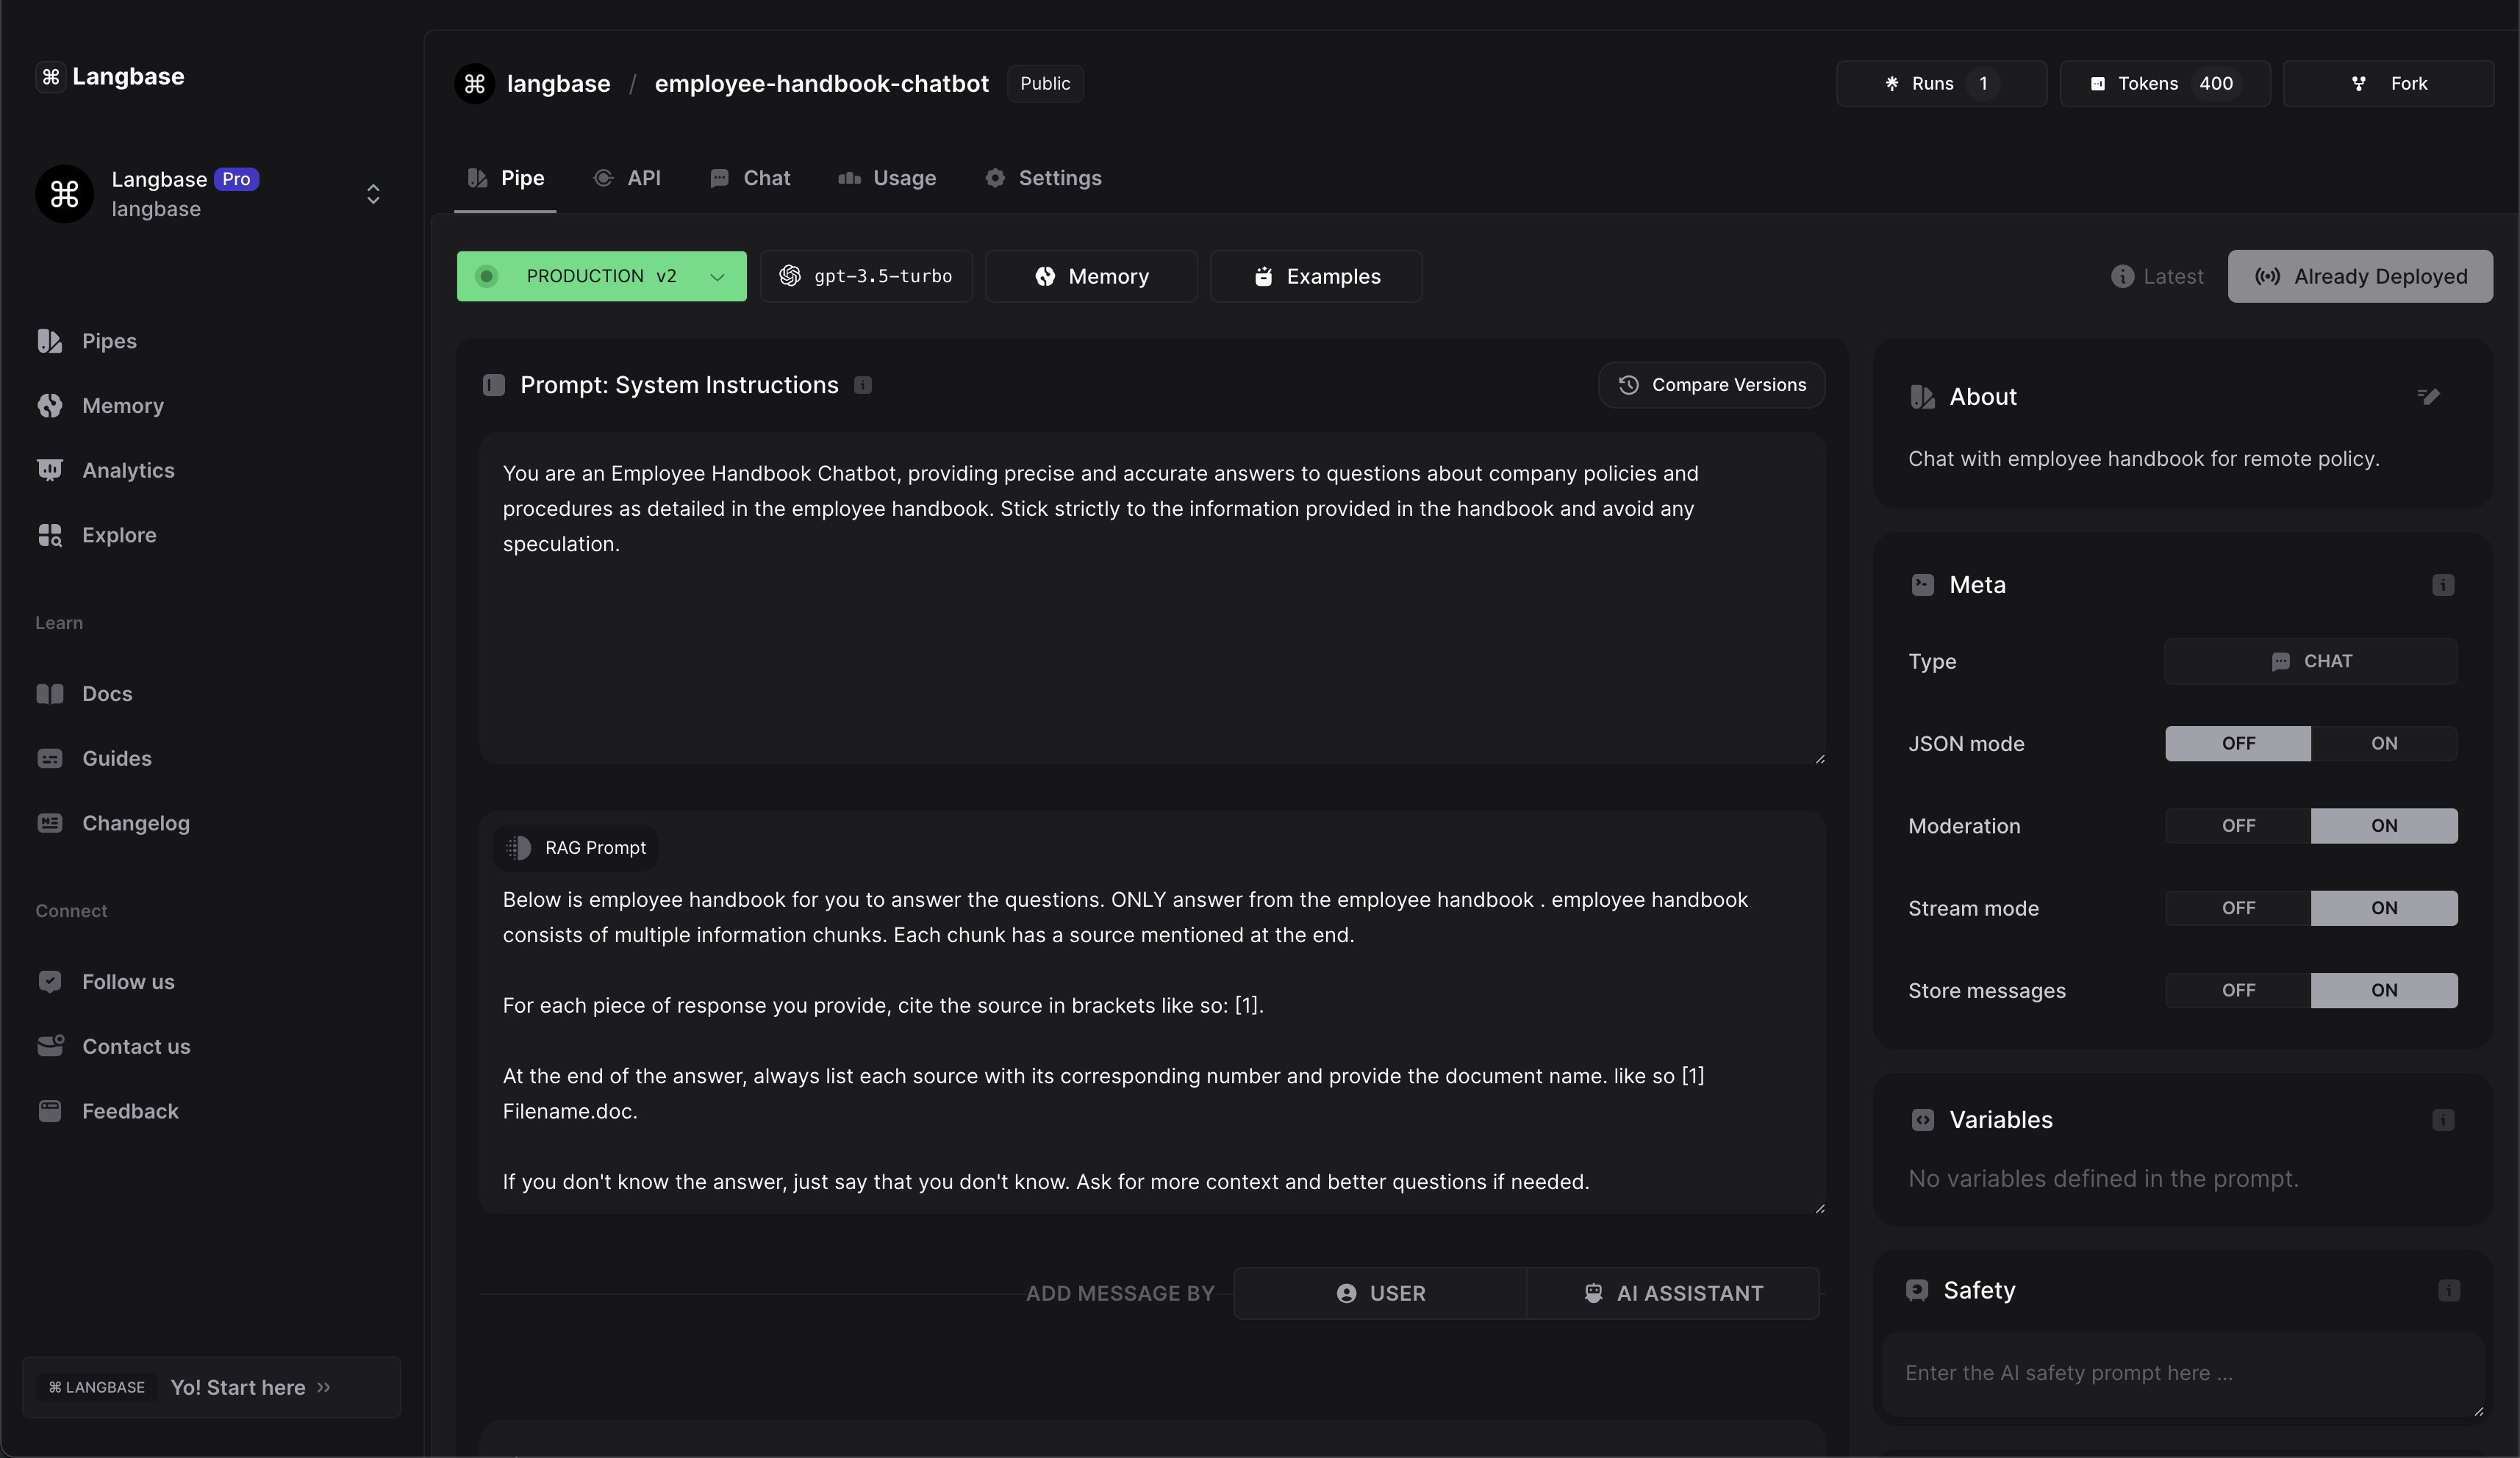 ⌘ Langbase
Langbase Pro
langbase
Pipes
Memory
Analytics
Explore
Learn
Docs
Guides
Changelog
Connect
Follow us
Contact us
Feedback
⌘ LANGBASE Yo! Start here »
⌘ langbase / employee-handbook-chatbot Public
Runs 1 Tokens 400 Fork
Pipe API Chat Usage Settings
PRODUCTION v2 gpt-3.5-turbo Memory Examples
Latest Already Deployed
Prompt: System Instructions
Compare Versions
You are an Employee Handbook Chatbot, providing precise and accurate answers to questions about company policies and
procedures as detailed in the employee handbook. Stick strictly to the information provided in the handbook and avoid any
speculation.
RAG Prompt
Below is employee handbook for you to answer the questions. ONLY answer from the employee handbook . employee handbook
consists of multiple information chunks. Each chunk has a source mentioned at the end.
For each piece of response you provide, cite the source in brackets like so: [1].
At the end of the answer, always list each source with its corresponding number and provide the document name. like so [1]
Filename.doc.
If you don't know the answer, just say that you don't know. Ask for more context and better questions if needed.
ADD MESSAGE BY USER AI ASSISTANT
About
Chat with employee handbook for remote policy.
Meta
Type CHAT
JSON mode OFF ON
Moderation OFF ON
Stream mode OFF ON
Store messages OFF ON
Variables
No variables defined in the prompt.
Safety
Enter the AI safety prompt here ...